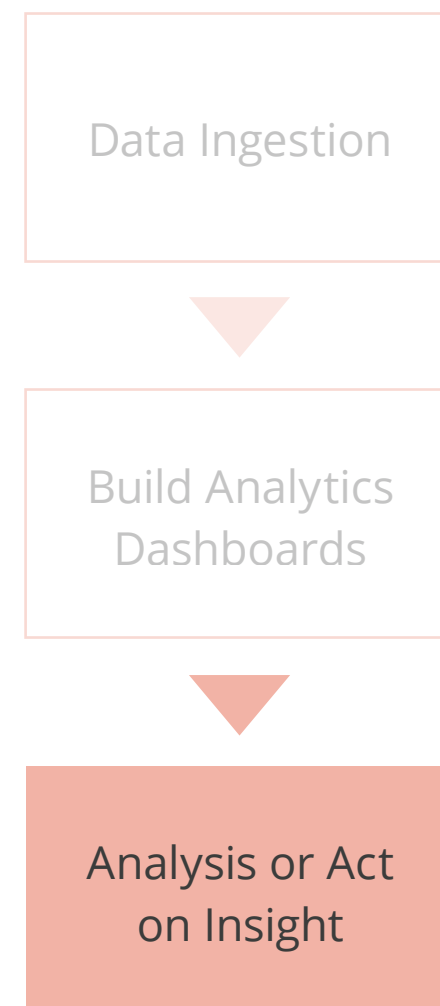 Data Ingestion
Build Analytics
Dashboards
Analysis or Act
on Insight